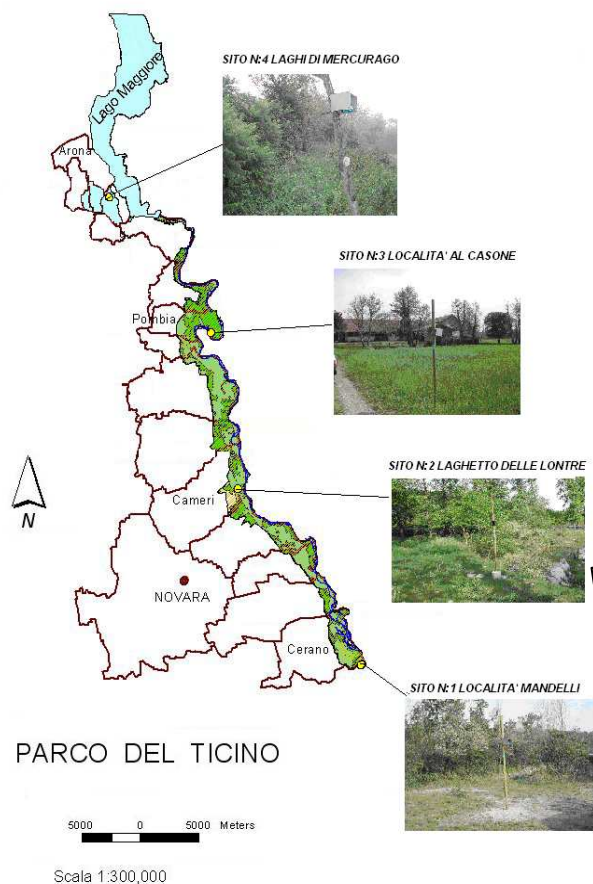 SITO N:4 LAGHI DI MERCURAGO
Lago Maggiore
Arona
SITO N:3 LOCALITA' AL CASONE
Pombia
SITO N:2 LAGHETTO DELLE LONTRE
Cameri
N
NOVARA
Cerano
SITO N:1 LOCALITA' MANDELLI
PARCO DEL TICINO
5000 0 5000 Meters
Scala 1:300,000